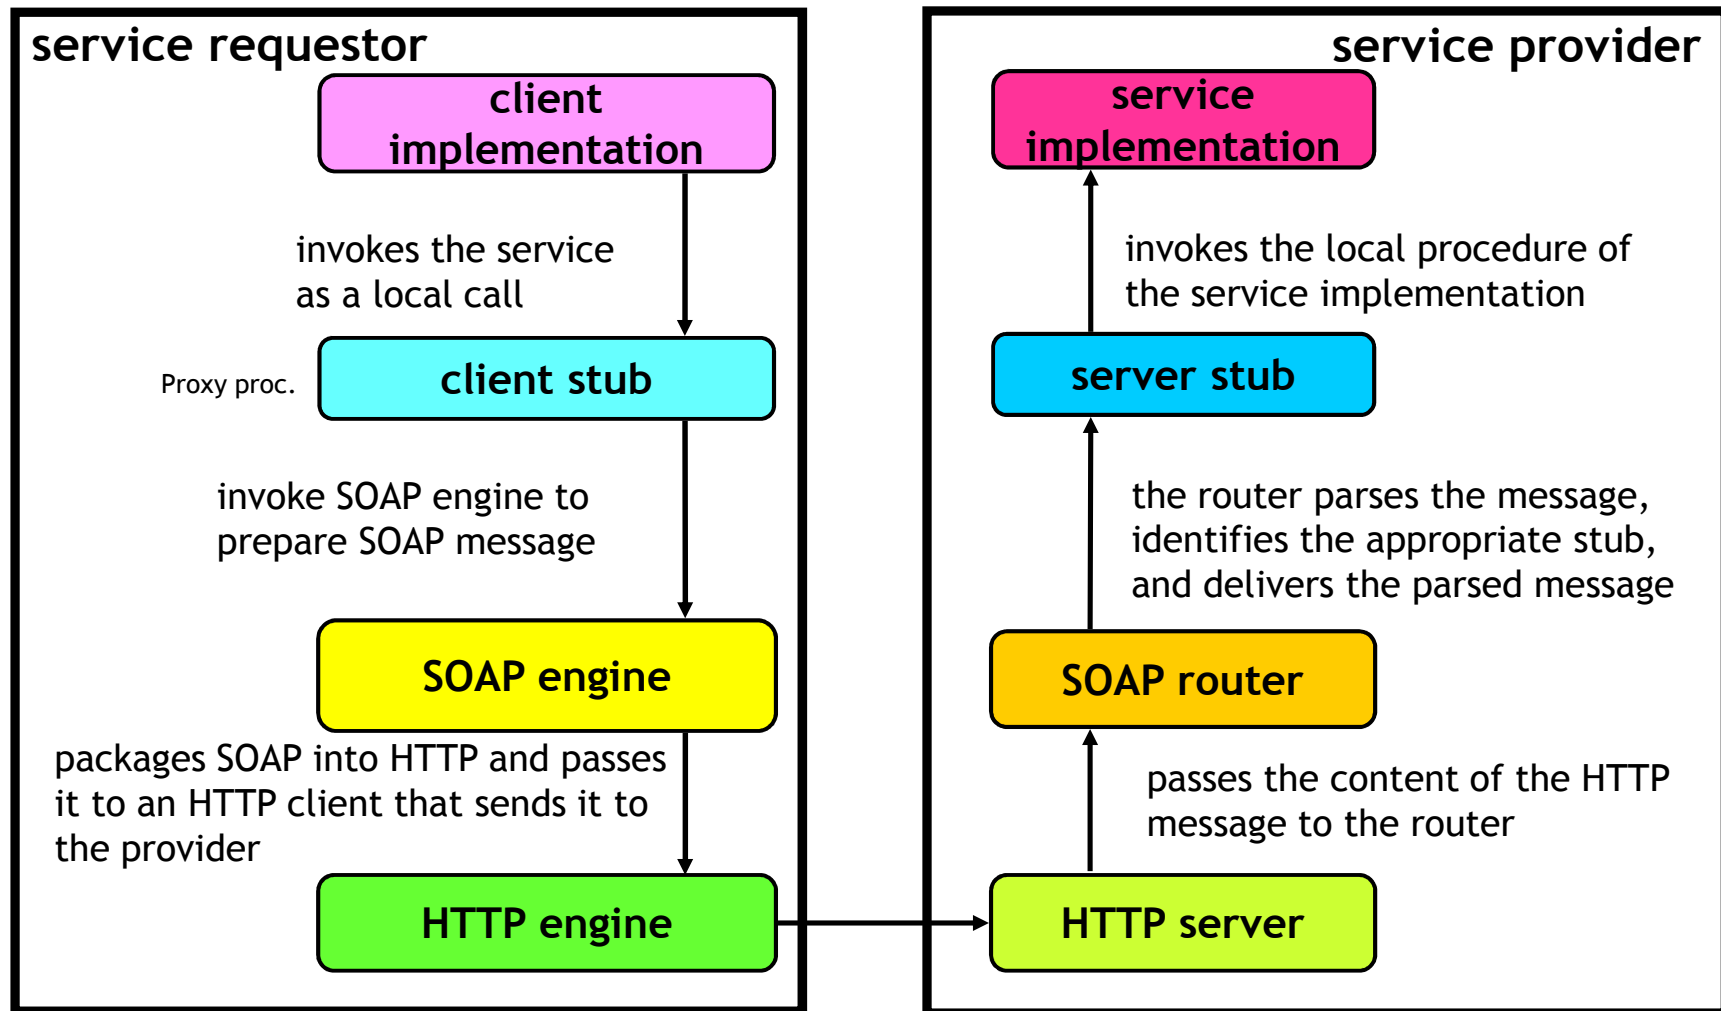 service requestor
client
implementation
invokes the service
as a local call
Proxy proc.
client stub
invoke SOAP engine to
prepare SOAP message
SOAP engine
packages SOAP into HTTP and passes
it to an HTTP client that sends it to
the provider
HTTP engine
service provider
service
implementation
invokes the local procedure of
the service implementation
server stub
the router parses the message,
identifies the appropriate stub,
and delivers the parsed message
SOAP router
passes the content of the HTTP
message to the router
HTTP server